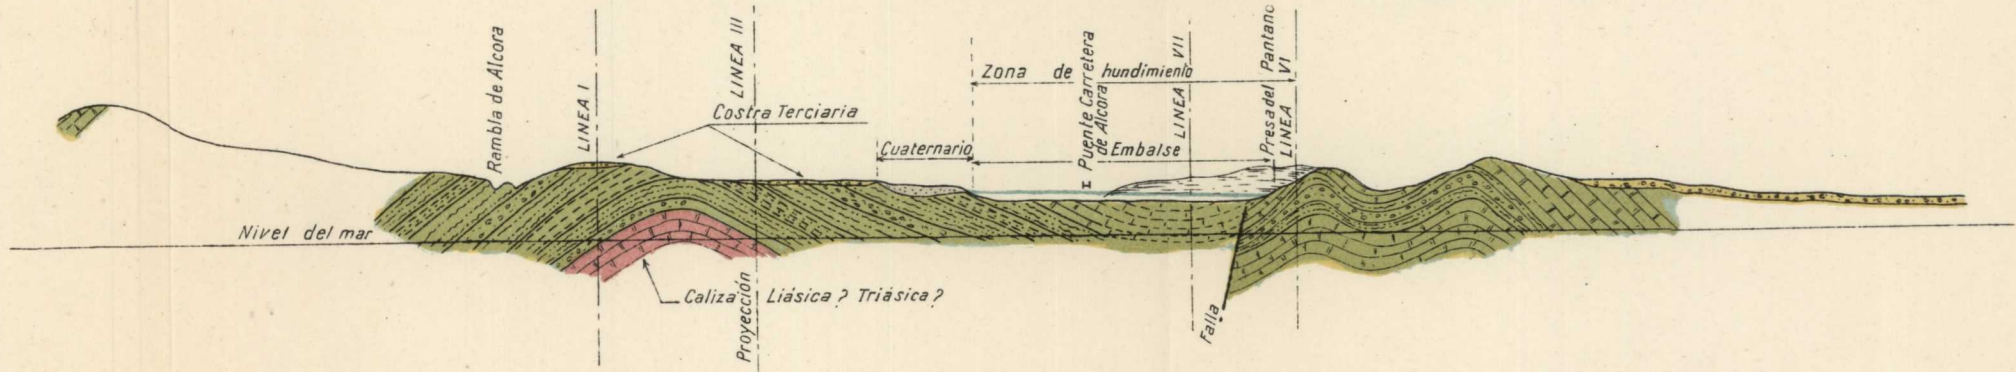 Rambla de Alcora
LINEA I
LINEA III
Costra Terciaria
Cuaternario
Zona de hundimiento
Puente Carretera
de Alcora
Embalse
LINEA VII
Presa del Pantano
LINEA VI
Nivel del mar
Caliza Liásica? Triásica?
Proyección
Falla